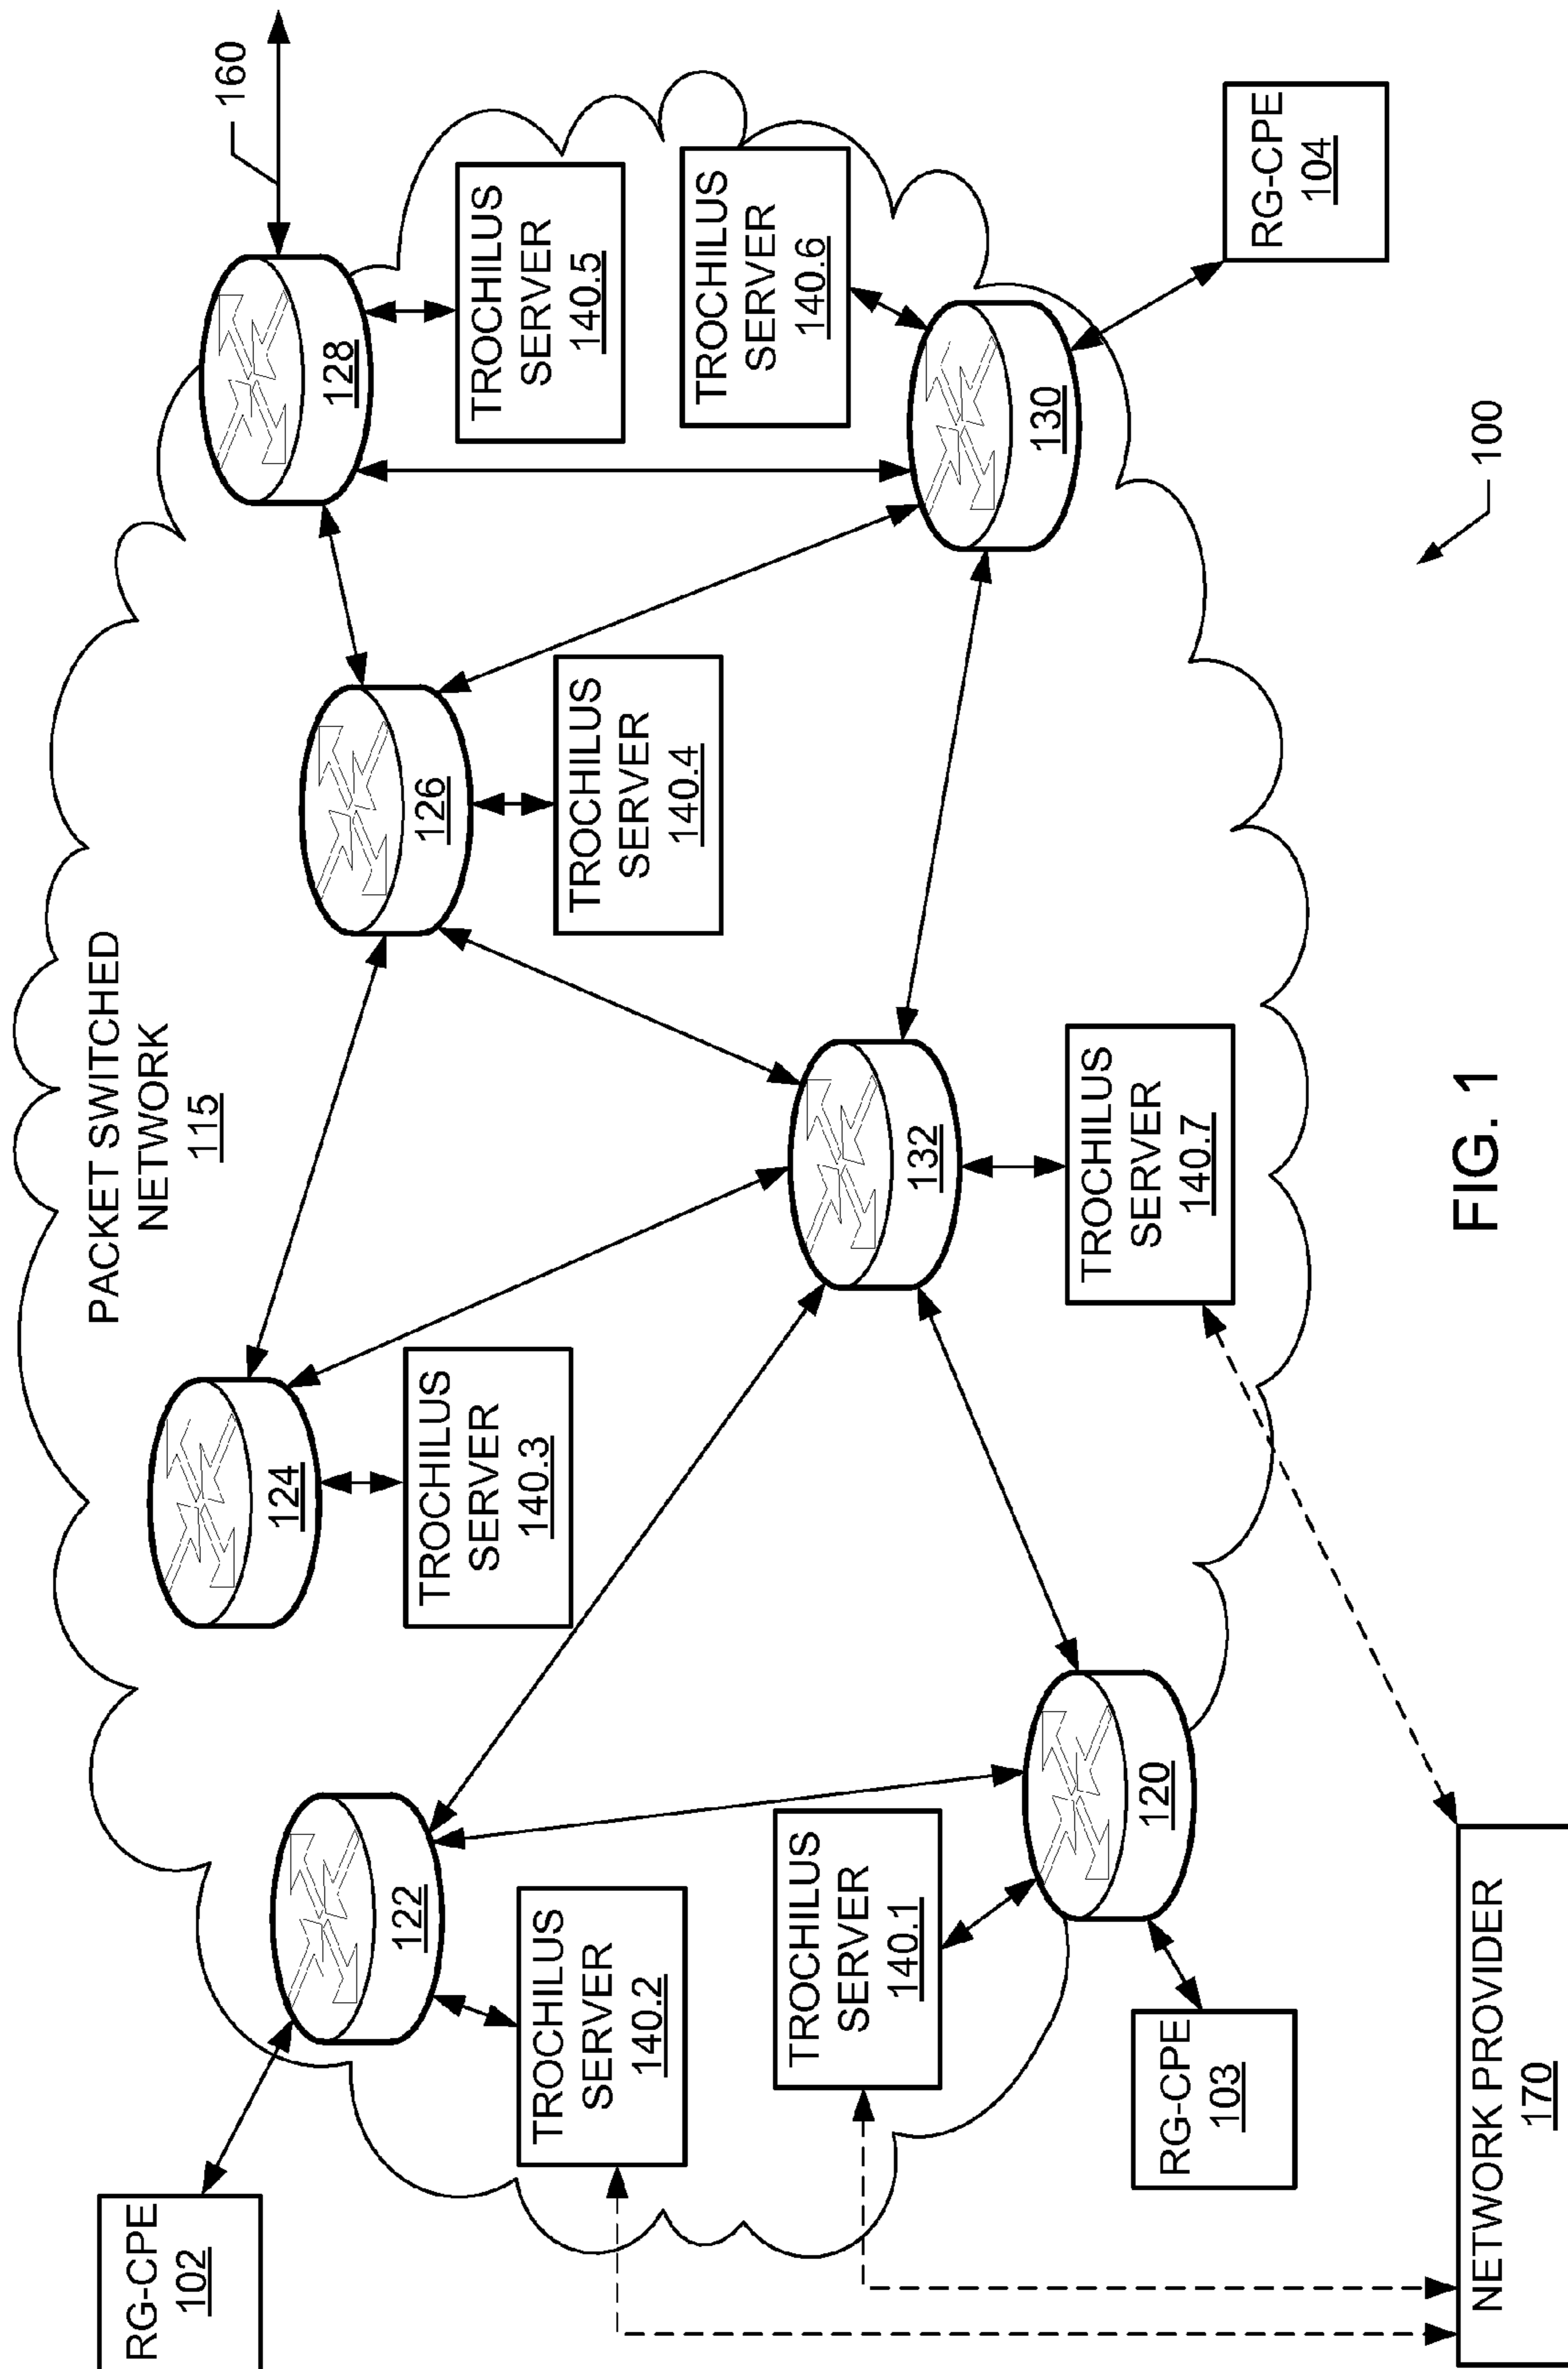 PACKET SWITCHED
NETWORK
115
160
128
TROCHILUS
SERVER
140.5
126
TROCHILUS
SERVER
140.4
124
TROCHILUS
SERVER
140.3
122
TROCHILUS
SERVER
140.2
RG-CPE
102
TROCHILUS
SERVER
140.6
130
RG-CPE
104
132
TROCHILUS
SERVER
140.7
TROCHILUS
SERVER
140.1
120
RG-CPE
103
NETWORK PROVIDER
170
100
FIG. 1